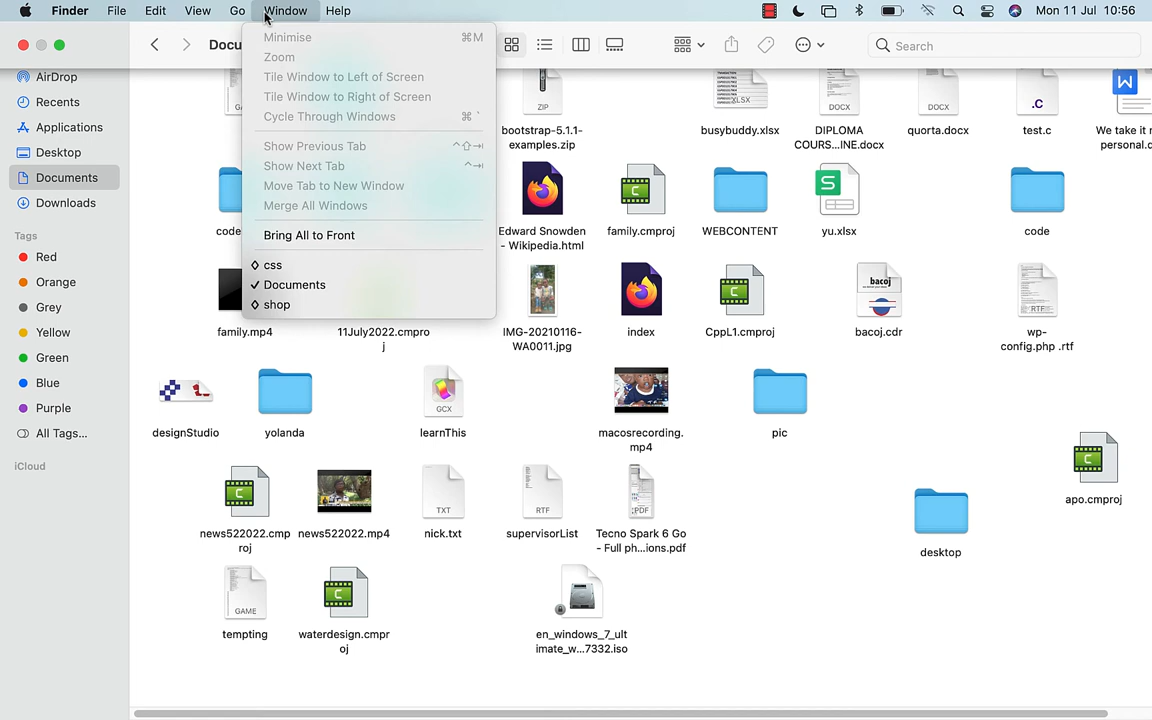 Finder File Edit View Go Window Help Mon 11 Jul 10:56
Docu
Search
Minimise ⌘M
Zoom
Tile Window to Left of Screen
Tile Window to Right of Screen
Cycle Through Windows ⌘`
Show Previous Tab ^⇧⇥
Show Next Tab ^⇥
Move Tab to New Window
Merge All Windows
Bring All to Front
◊ css
✓ Documents
◊ shop
AirDrop
Recents
Applications
Desktop
Documents
Downloads
Tags
Red
Orange
Grey
Yellow
Green
Blue
Purple
All Tags...
iCloud
ZIP
XLSX
DOCX
DOCX
.C
W
bootstrap-5.1.1-
examples.zip
busybuddy.xlsx
DIPLOMA
COURS...INE.docx
quorta.docx
test.c
We take it
personal.d
C
S
code
Edward Snowden
- Wikipedia.html
family.cmproj
WEBCONTENT
yu.xlsx
code
C
bacoj
RTF
family.mp4
11July2022.cmpro
j
IMG-20210116-
WA0011.jpg
index
CppL1.cmproj
bacoj.cdr
wp-
config.php .rtf
GCX
designStudio
yolanda
learnThis
macosrecording.
mp4
pic
C
apo.cmproj
C
TXT
RTF
PDF
news522022.cmp
roj
news522022.mp4
nick.txt
supervisorList
Tecno Spark 6 Go
- Full ph...ions.pdf
desktop
GAME
C
tempting
waterdesign.cmpr
oj
en_windows_7_ult
imate_w...7332.iso